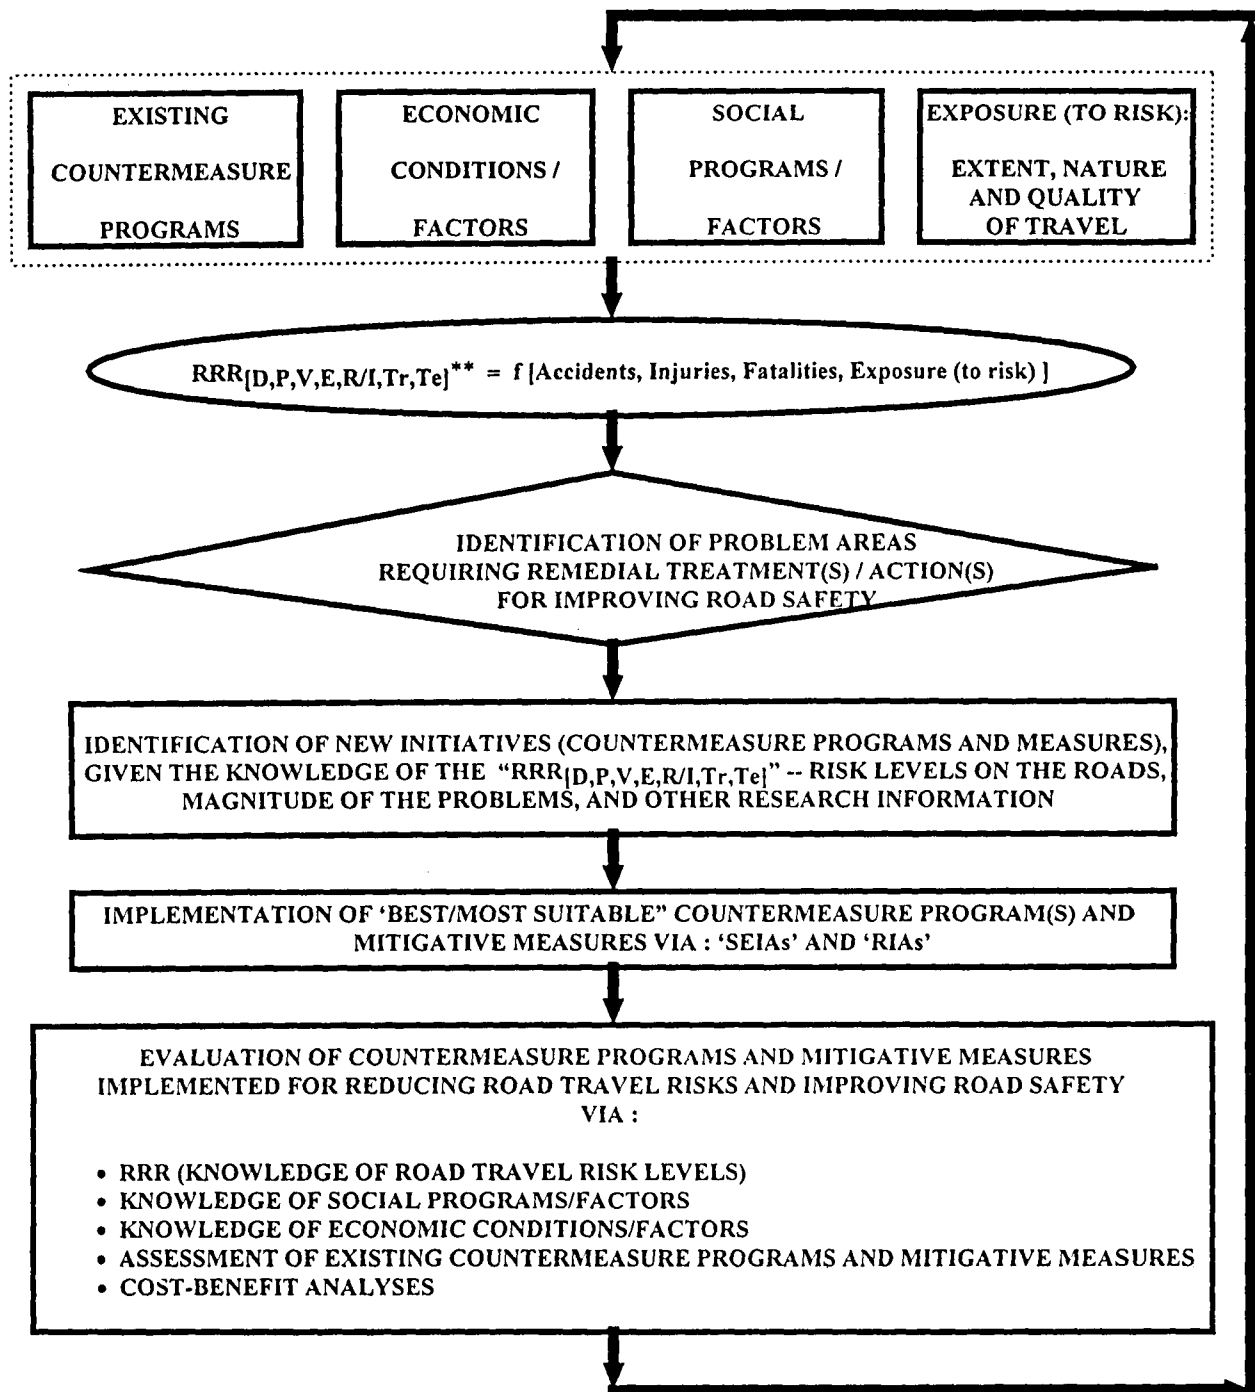 EXISTING
COUNTERMEASURE
PROGRAMS
ECONOMIC
CONDITIONS /
FACTORS
SOCIAL
PROGRAMS /
FACTORS
EXPOSURE (TO RISK):
EXTENT, NATURE
AND QUALITY
OF TRAVEL
RRR[D,P,V,E,R/I,Tr,Te]** = f [Accidents, Injuries, Fatalities, Exposure (to risk) ]
IDENTIFICATION OF PROBLEM AREAS
REQUIRING REMEDIAL TREATMENT(S) / ACTION(S)
FOR IMPROVING ROAD SAFETY
IDENTIFICATION OF NEW INITIATIVES (COUNTERMEASURE PROGRAMS AND MEASURES),
GIVEN THE KNOWLEDGE OF THE "RRR[D,P,V,E,R/I,Tr,Te]" -- RISK LEVELS ON THE ROADS,
MAGNITUDE OF THE PROBLEMS, AND OTHER RESEARCH INFORMATION
IMPLEMENTATION OF 'BEST/MOST SUITABLE" COUNTERMEASURE PROGRAM(S) AND
MITIGATIVE MEASURES VIA : 'SEIAs' AND 'RIAs'
EVALUATION OF COUNTERMEASURE PROGRAMS AND MITIGATIVE MEASURES
IMPLEMENTED FOR REDUCING ROAD TRAVEL RISKS AND IMPROVING ROAD SAFETY
VIA :
• RRR (KNOWLEDGE OF ROAD TRAVEL RISK LEVELS)
• KNOWLEDGE OF SOCIAL PROGRAMS/FACTORS
• KNOWLEDGE OF ECONOMIC CONDITIONS/FACTORS
• ASSESSMENT OF EXISTING COUNTERMEASURE PROGRAMS AND MITIGATIVE MEASURES
• COST-BENEFIT ANALYSES